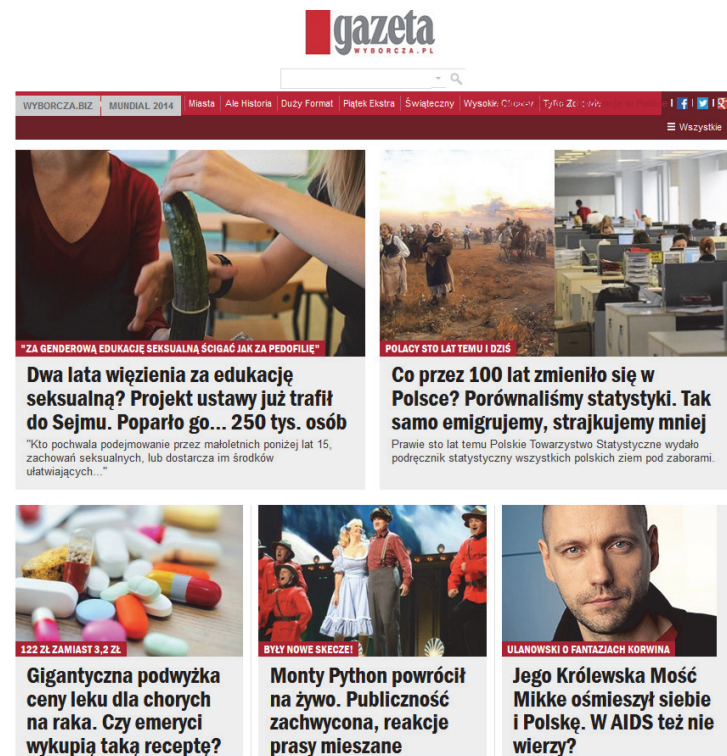 gazeta
WYBORCZA.PL
WYBORCZA.BIZ MUNDIAL 2014 Miasta Ale Historia Duży Format Piątek Ekstra Świąteczny Wysokie Tylko
Wszystkie
"ZA GENDEROWĄ EDUKACJĘ SEKSUALNĄ ŚCIGAĆ JAK ZA PEDOFILIĘ"
Dwa lata więzienia za edukację
seksualną? Projekt ustawy już trafił
do Sejmu. Poparło go... 250 tys. osób
"Kto pochwala podejmowanie przez małoletnich poniżej lat 15,
zachowań seksualnych, lub dostarcza im środków
ułatwiających..."
POLACY STO LAT TEMU I DZIŚ
Co przez 100 lat zmieniło się w
Polsce? Porównaliśmy statystyki. Tak
samo emigrujemy, strajkujemy mniej
Prawie sto lat temu Polskie Towarzystwo Statystyczne wydało
podręcznik statystyczny wszystkich polskich ziem pod zaborami.
122 ZŁ ZAMIAST 3,2 ZŁ
Gigantyczna podwyżka
ceny leku dla chorych
na raka. Czy emeryci
wykupią taką receptę?
BYŁY NOWE SKECZE!
Monty Python powrócił
na żywo. Publiczność
zachwycona, reakcje
prasy mieszane
ULANOWSKI O FANTAZJACH KORWINA
Jego Królewska Mość
Mikke ośmieszył siebie
i Polskę. W AIDS też nie
wierzy?